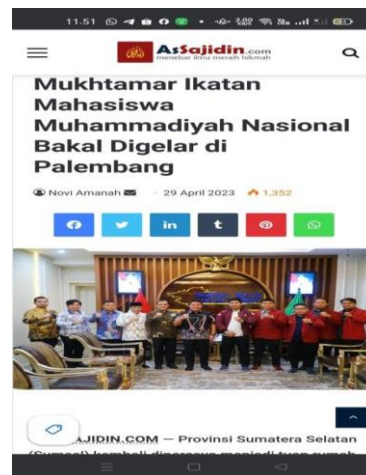 11.51
AsSajidin.com
menebar ilmu meraih hikmah
Mukhtamar Ikatan
Mahasiswa
Muhammadiyah Nasional
Bakal Digelar di
Palembang
Novi Amanah
29 April 2023
1,352
AJIDIN.COM — Provinsi Sumatera Selatan